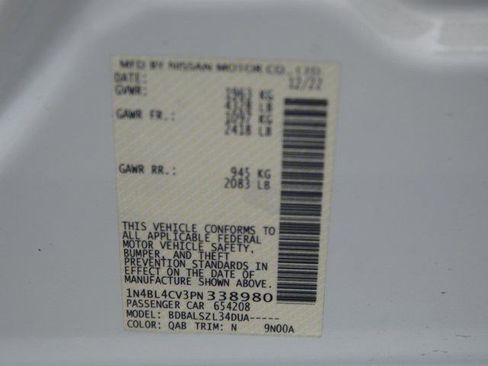 MFD BY NISSAN MOTOR CO., LTD.
DATE: 12/22
GVWR: 1963 KG
4328 LB
GAWR FR.: 1097 KG
2418 LB
GAWR RR.: 945 KG
2083 LB
THIS VEHICLE CONFORMS TO
ALL APPLICABLE FEDERAL
MOTOR VEHICLE SAFETY,
BUMPER, AND THEFT
PREVENTION STANDARDS
IN EFFECT ON THE DATE OF
MANUFACTURE SHOWN ABOVE.
1N4BL4CV3PN338980
PASSENGER CAR 654208
MODEL: BDBALSZL34DUA-----
COLOR: QAB TRIM: N 9N00A